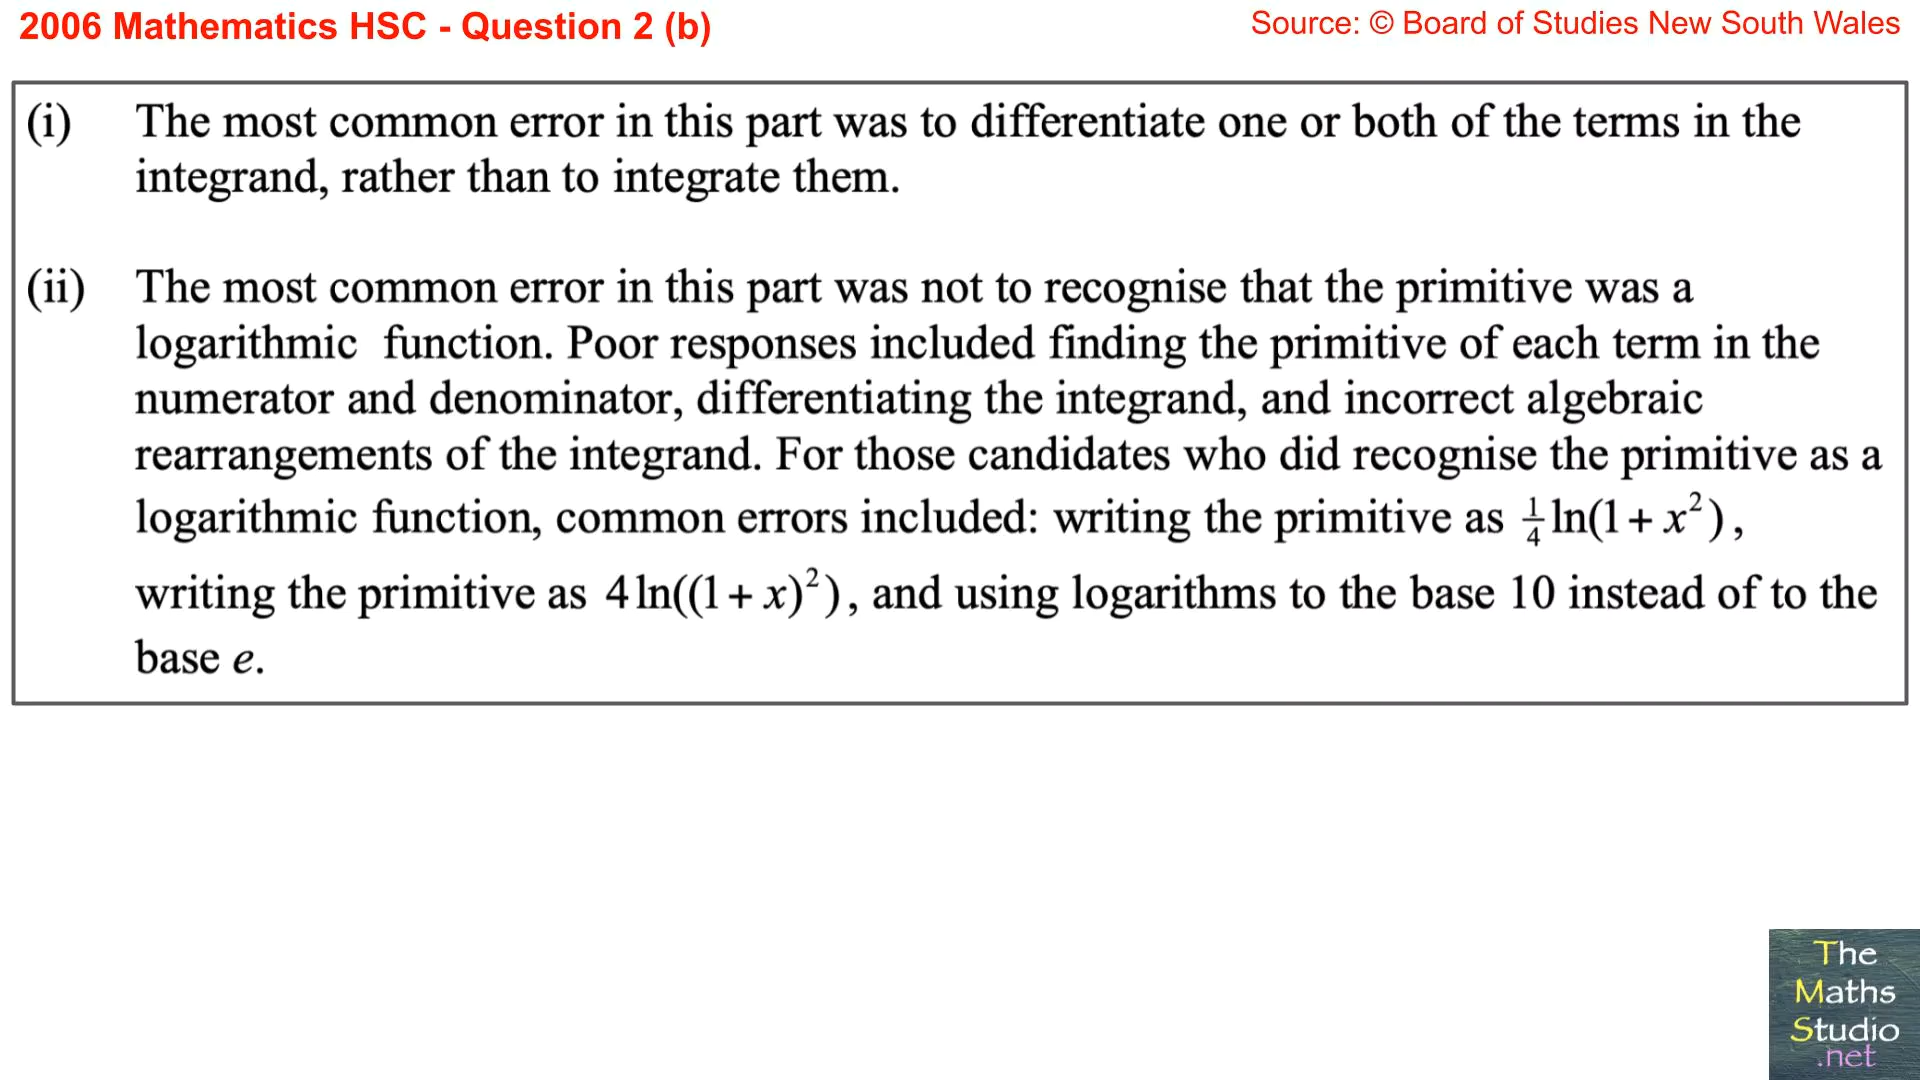 2006 Mathematics HSC - Question 2 (b)
Source: © Board of Studies New South Wales
(i) The most common error in this part was to differentiate one or both of the terms in the
integrand, rather than to integrate them.
(ii) The most common error in this part was not to recognise that the primitive was a
logarithmic function. Poor responses included finding the primitive of each term in the
numerator and denominator, differentiating the integrand, and incorrect algebraic
rearrangements of the integrand. For those candidates who did recognise the primitive as a
logarithmic function, common errors included: writing the primitive as ¼ ln(1 + x²),
writing the primitive as 4 ln((1 + x)²), and using logarithms to the base 10 instead of to the
base e.
The
Maths
Studio
.net